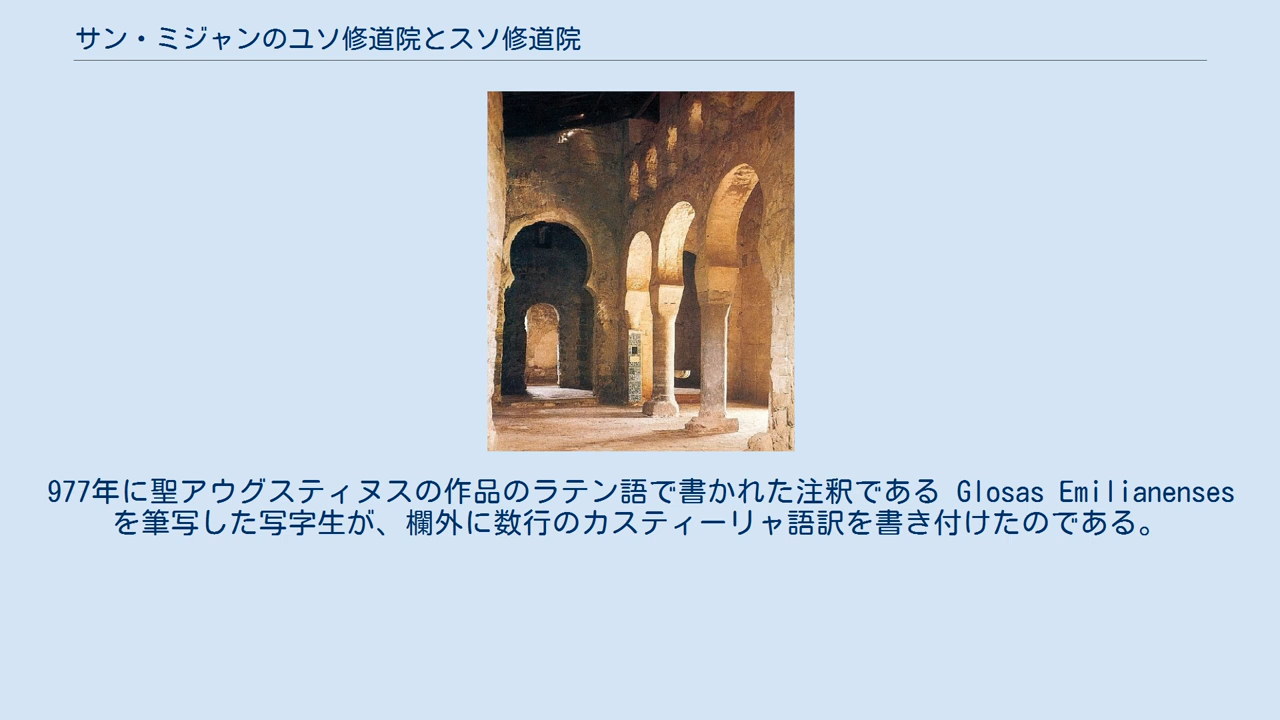 サン・ミジャンのユソ修道院とスソ修道院
977年に聖アウグスティヌスの作品のラテン語で書かれた注釈である Glosas Emilianenses
を筆写した写字生が、欄外に数行のカスティーリャ語訳を書き付けたのである。